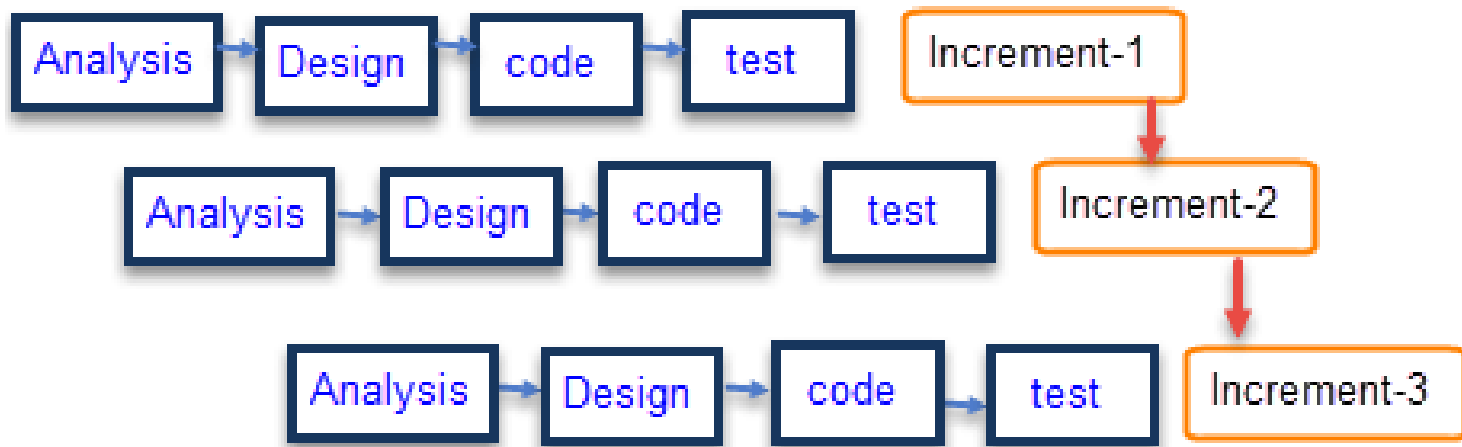 Analysis Design code test Increment-1
Analysis Design code test Increment-2
Analysis Design code test Increment-3